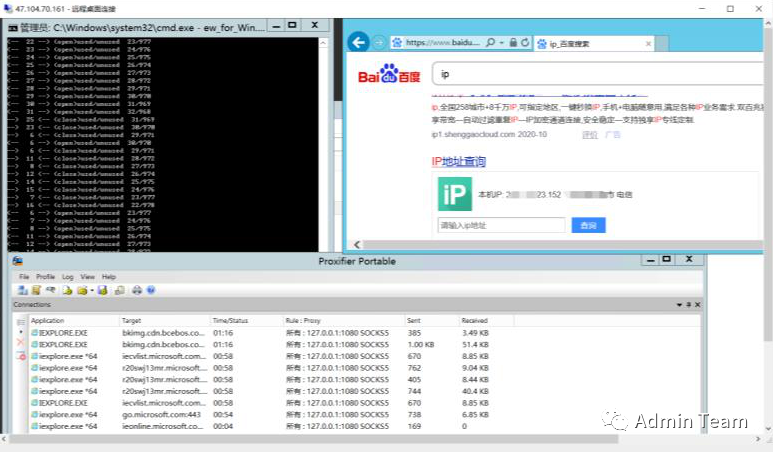 47.104.70.161 - 远程桌面连接
管理员: C:\Windows\system32\cmd.exe - ew_for_Win....
<-- 22 --> (open)used/unused 23/977
<-- 23 --> (open)used/unused 24/976
<-- 24 --> (open)used/unused 25/975
<-- 25 --> (open)used/unused 26/974
<-- 26 --> (open)used/unused 27/973
<-- 27 --> (open)used/unused 28/972
<-- 28 --> (open)used/unused 29/971
<-- 29 --> (open)used/unused 30/970
<-- 30 --> (open)used/unused 31/969
<-- 31 --> (open)used/unused 32/968
--> 25 <-- (close)used/unused 31/969
--> 23 <-- (close)used/unused 30/970
--> 6 <-- (close)used/unused 29/971
<-- 6 --> (open)used/unused 30/970
--> 6 <-- (close)used/unused 29/971
--> 11 <-- (close)used/unused 28/972
--> 8 <-- (close)used/unused 27/973
--> 12 <-- (close)used/unused 26/974
--> 14 <-- (close)used/unused 25/975
--> 15 <-- (close)used/unused 24/976
--> 7 <-- (close)used/unused 23/977
--> 16 <-- (close)used/unused 22/978
<-- 6 --> (open)used/unused 23/977
<-- 7 --> (open)used/unused 24/976
<-- 8 --> (open)used/unused 25/975
<-- 11 --> (open)used/unused 26/974
<-- 12 --> (open)used/unused 27/973
https://www.baidu....
ip_百度搜索
Bai du 百度
ip
ip,全国258城市+8千万IP,可指定地区,一键替换IP,手机+电脑随意用,满足各种IP业务需求.双百兆
享带宽—自动过滤重复IP—IP加密通道连接,安全稳定—支持独享IP专线定制.
ip1.shenggaocloud.com 2020-10 评价 广告
IP地址查询
iP
本机IP: 23.152 市 电信
请输入ip地址 查询
Proxifier Portable
File Profile Log View Help
Connections
Application Target Time/Status Rule : Proxy Sent Received
IEXPLORE.EXE bkimg.cdn.bcebos.co... 01:16 所有 : 127.0.0.1:1080 SOCKS5 385 3.49 KB
IEXPLORE.EXE bkimg.cdn.bcebos.co... 01:16 所有 : 127.0.0.1:1080 SOCKS5 1.00 KB 51.4 KB
iexplore.exe *64 iecvlist.microsoft.com... 00:58 所有 : 127.0.0.1:1080 SOCKS5 670 8.85 KB
iexplore.exe *64 r20swj13mr.microsoft... 00:58 所有 : 127.0.0.1:1080 SOCKS5 762 9.04 KB
iexplore.exe *64 r20swj13mr.microsoft... 00:58 所有 : 127.0.0.1:1080 SOCKS5 405 8.44 KB
iexplore.exe *64 r20swj13mr.microsoft... 00:58 所有 : 127.0.0.1:1080 SOCKS5 744 40.4 KB
IEXPLORE.EXE iecvlist.microsoft.com... 00:58 所有 : 127.0.0.1:1080 SOCKS5 670 8.85 KB
iexplore.exe *64 go.microsoft.com:443 00:54 所有 : 127.0.0.1:1080 SOCKS5 738 6.85 KB
iexplore.exe *64 ieonline.microsoft.co... 00:04 所有 : 127.0.0.1:1080 SOCKS5 169 0
Admin Team